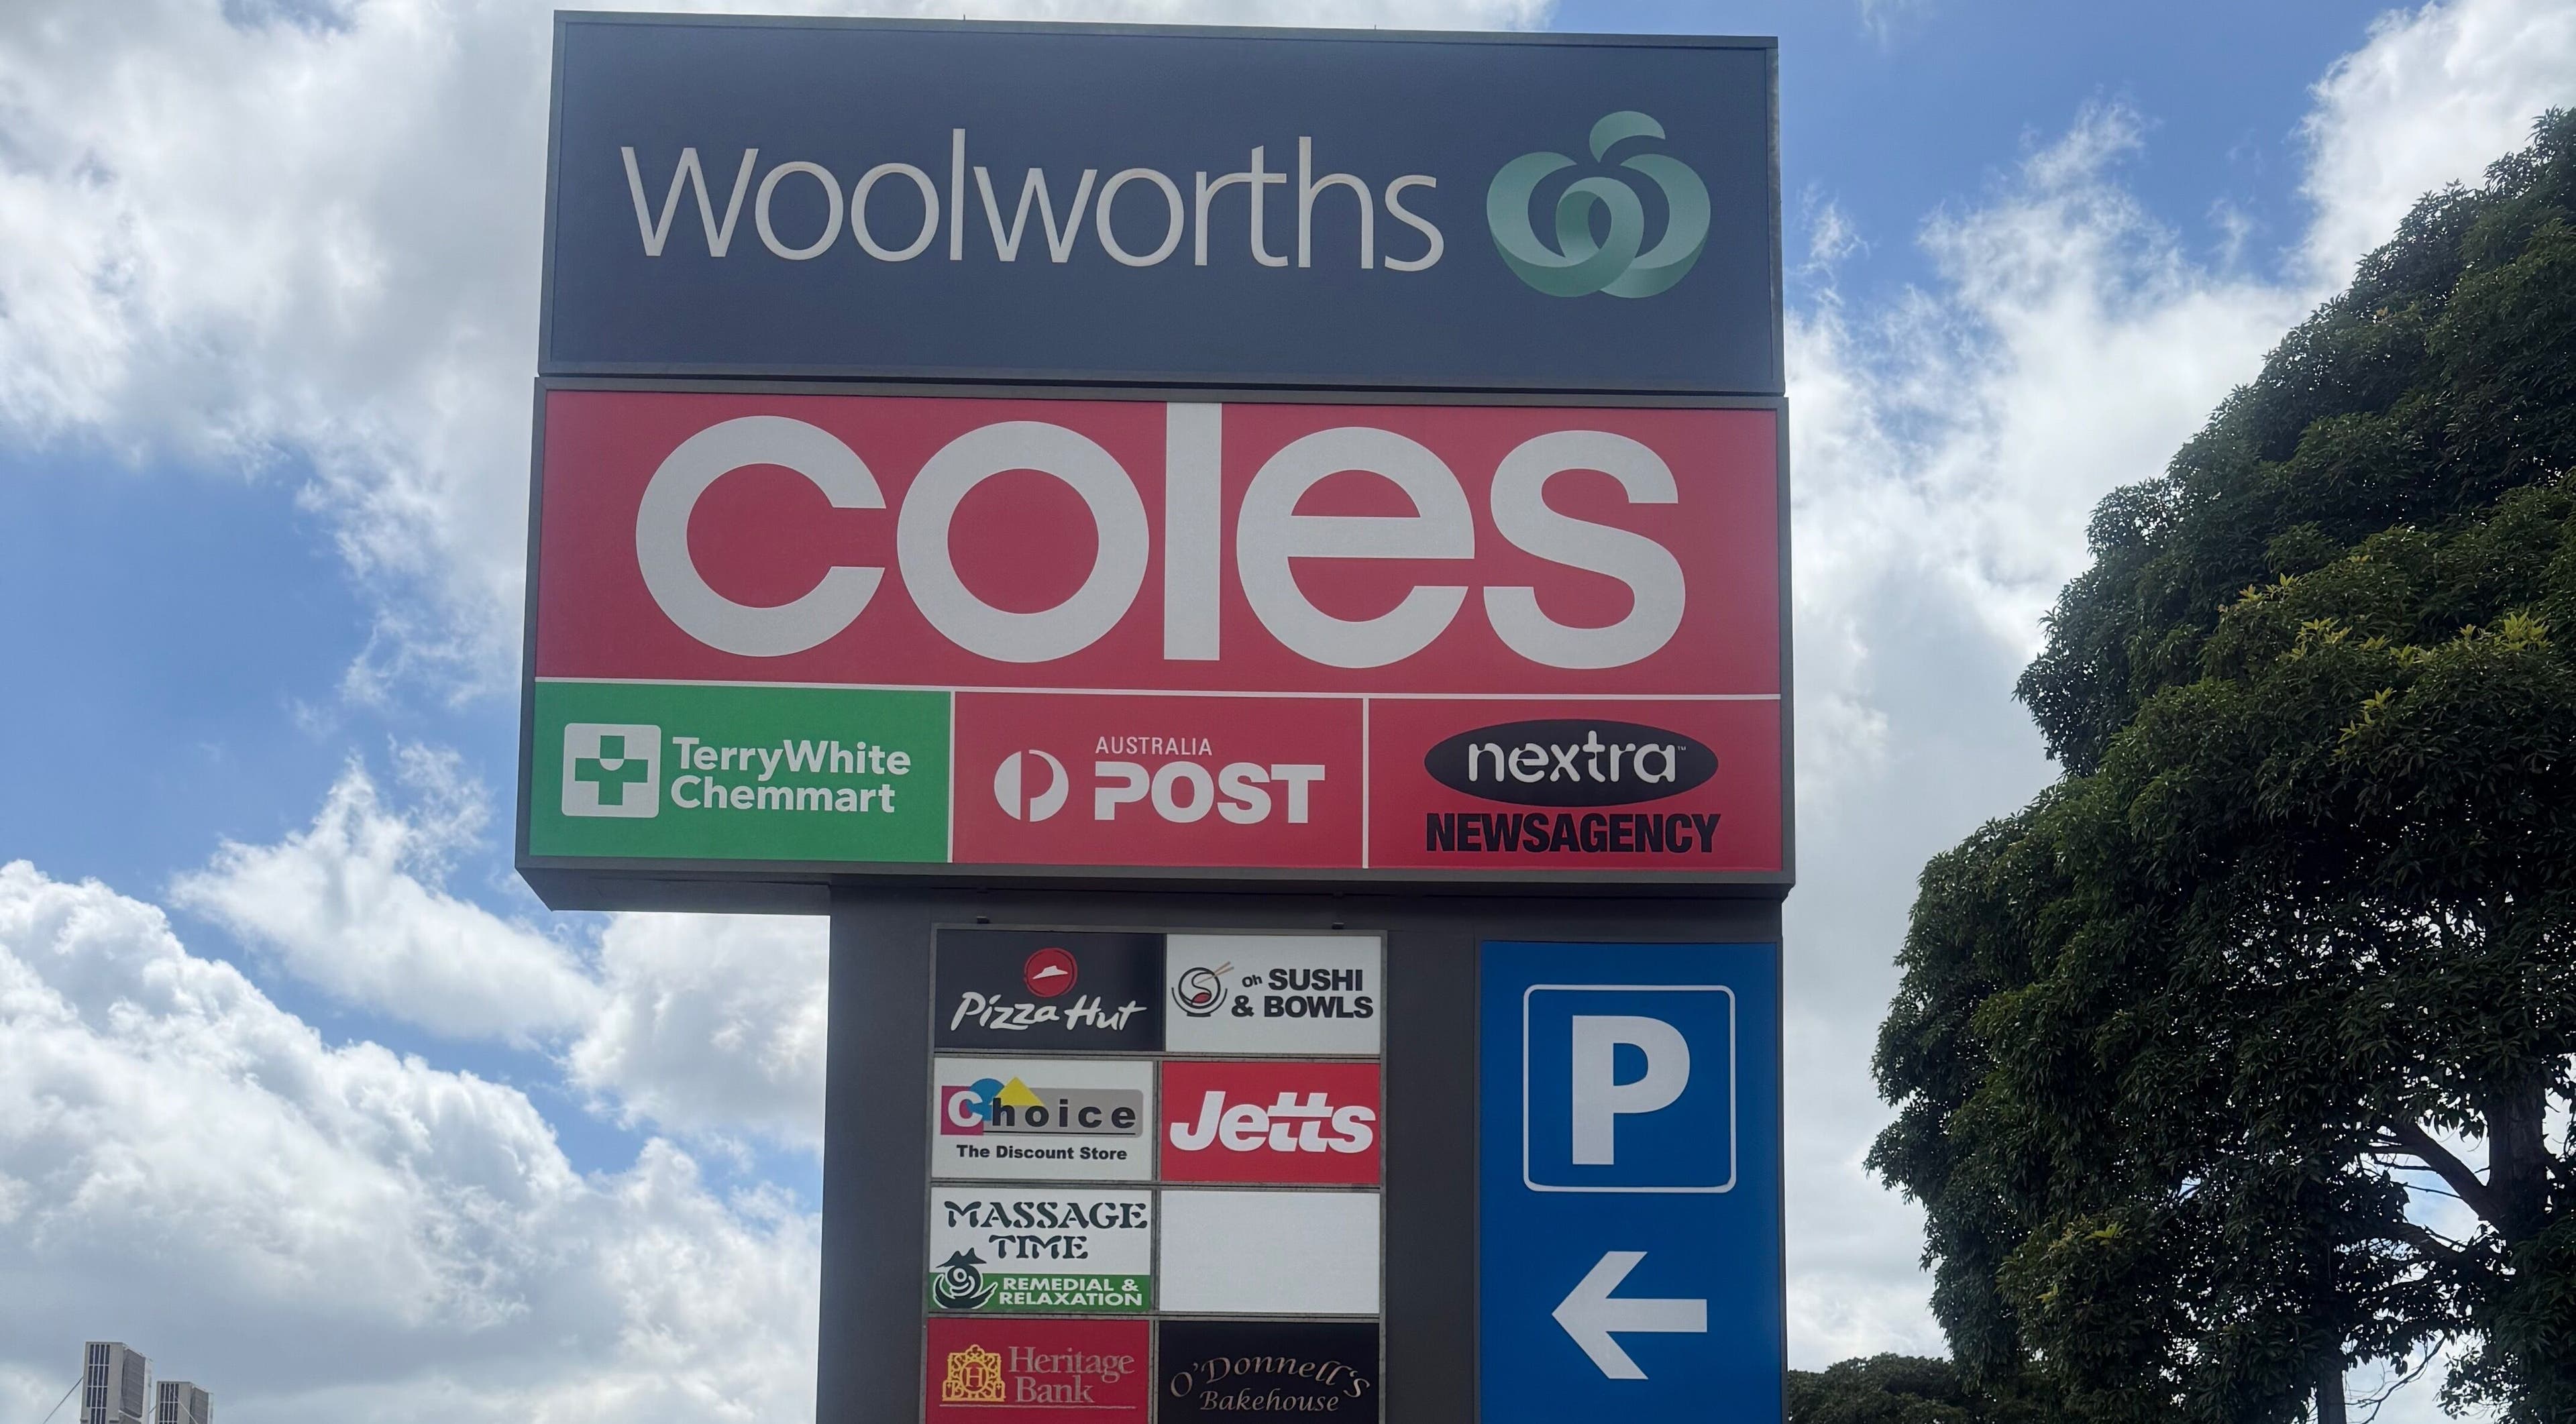 Woolworths
coles
TerryWhite
Chemmart
AUSTRALIA
POST
nextra™
NEWSAGENCY
Pizza Hut
Oh SUSHI
& BOWLS
Choice
The Discount Store
Jetts
MASSAGE
TIME
REMEDIAL &
RELAXATION
H
Heritage
Bank
O'Donnell's
Bakehouse
P